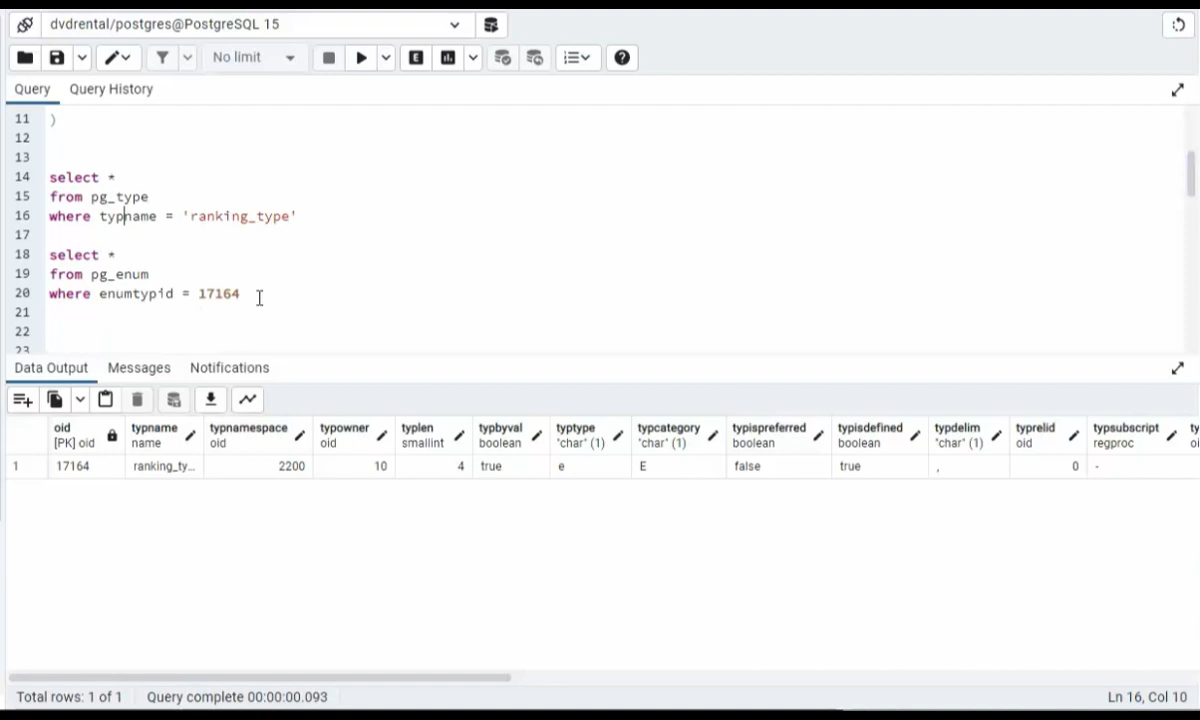 dvdrental/postgres@PostgreSQL 15
No limit
Query Query History
11 )
12
13
14 select *
15 from pg_type
16 where typname = 'ranking_type'
17
18 select *
19 from pg_enum
20 where enumtypid = 17164
21
22
23
Data Output Messages Notifications
oid typname typnamespace typowner typlen typbyval typtype typcategory typispreferred typisdefined typdelim typrelid typsubscript ty
[PK] oid name oid oid smallint boolean "char" (1) "char" (1) boolean boolean "char" (1) oid regproc oi
1 17164 ranking_ty... 2200 10 4 true e E false true , 0 -
Total rows: 1 of 1 Query complete 00:00:00.093 Ln 16, Col 10